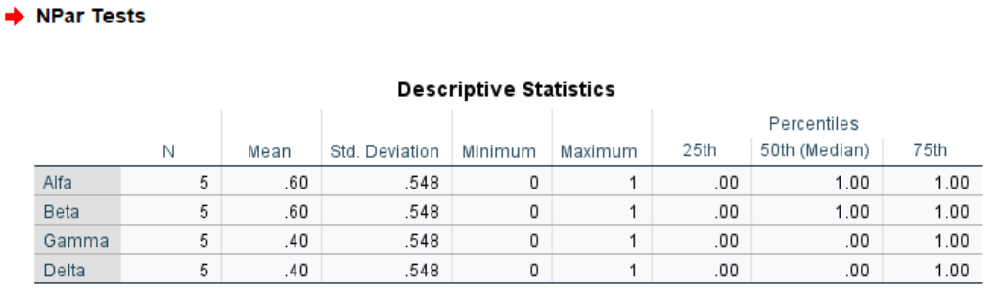 NPar Tests
Descriptive Statistics
Percentiles
N Mean Std. Deviation Minimum Maximum 25th 50th (Median) 75th
Alfa 5 .60 .548 0 1 .00 1.00 1.00
Beta 5 .60 .548 0 1 .00 1.00 1.00
Gamma 5 .40 .548 0 1 .00 .00 1.00
Delta 5 .40 .548 0 1 .00 .00 1.00